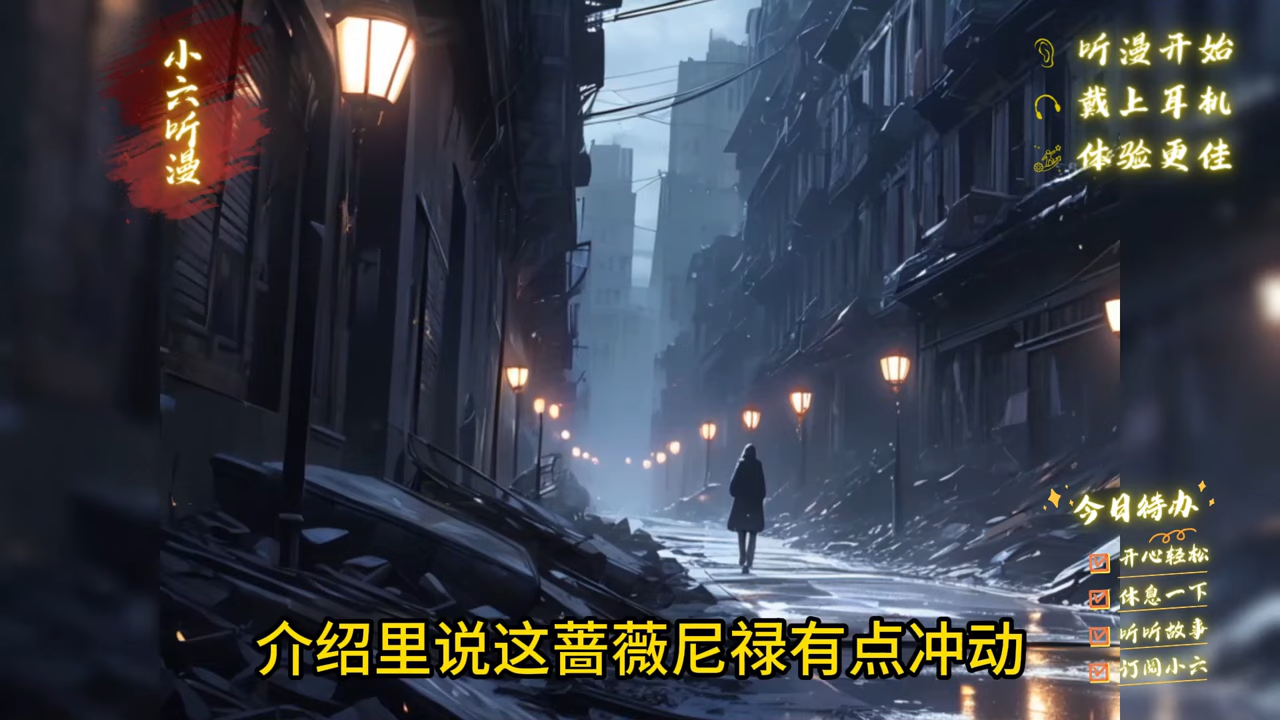 小六听漫
听漫开始
戴上耳机
体验更佳
今日待办
开心轻松
休息一下
听听故事
订阅小六
介绍里说这蔷薇尼禄有点冲动